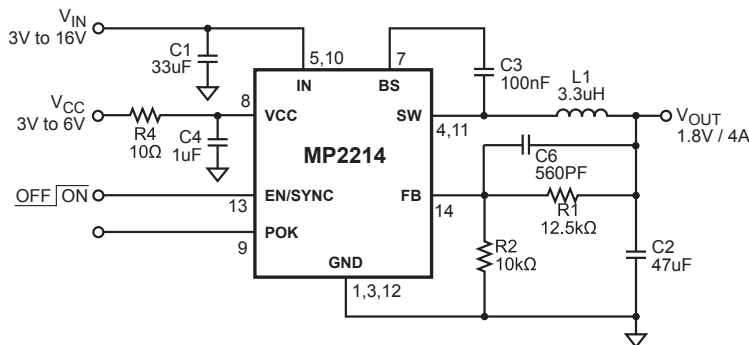 VIN
3V to 16V
C1
33uF
5,10
IN
7
BS
C3
100nF
L1
3.3uH
VCC
3V to 6V
R4
10Ω
C4
1uF
8
VCC
SW
4,11
VOUT
1.8V / 4A
MP2214
C6
560PF
OFF ON
13
EN/SYNC
FB
14
R1
12.5kΩ
9
POK
R2
10kΩ
C2
47uF
GND
1,3,12